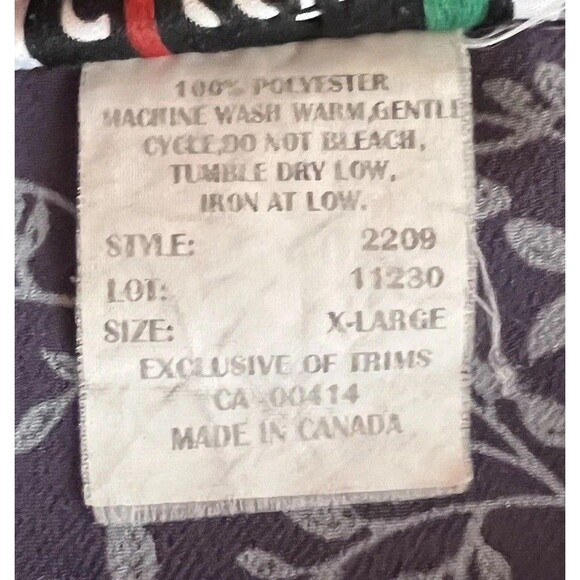 100% POLYESTER
MACHINE WASH WARM,GENTLE
CYCLE,DO NOT BLEACH,
TUMBLE DRY LOW,
IRON AT LOW.
STYLE: 2209
LOT: 11230
SIZE: X-LARGE
EXCLUSIVE OF TRIMS
CA 00414
MADE IN CANADA